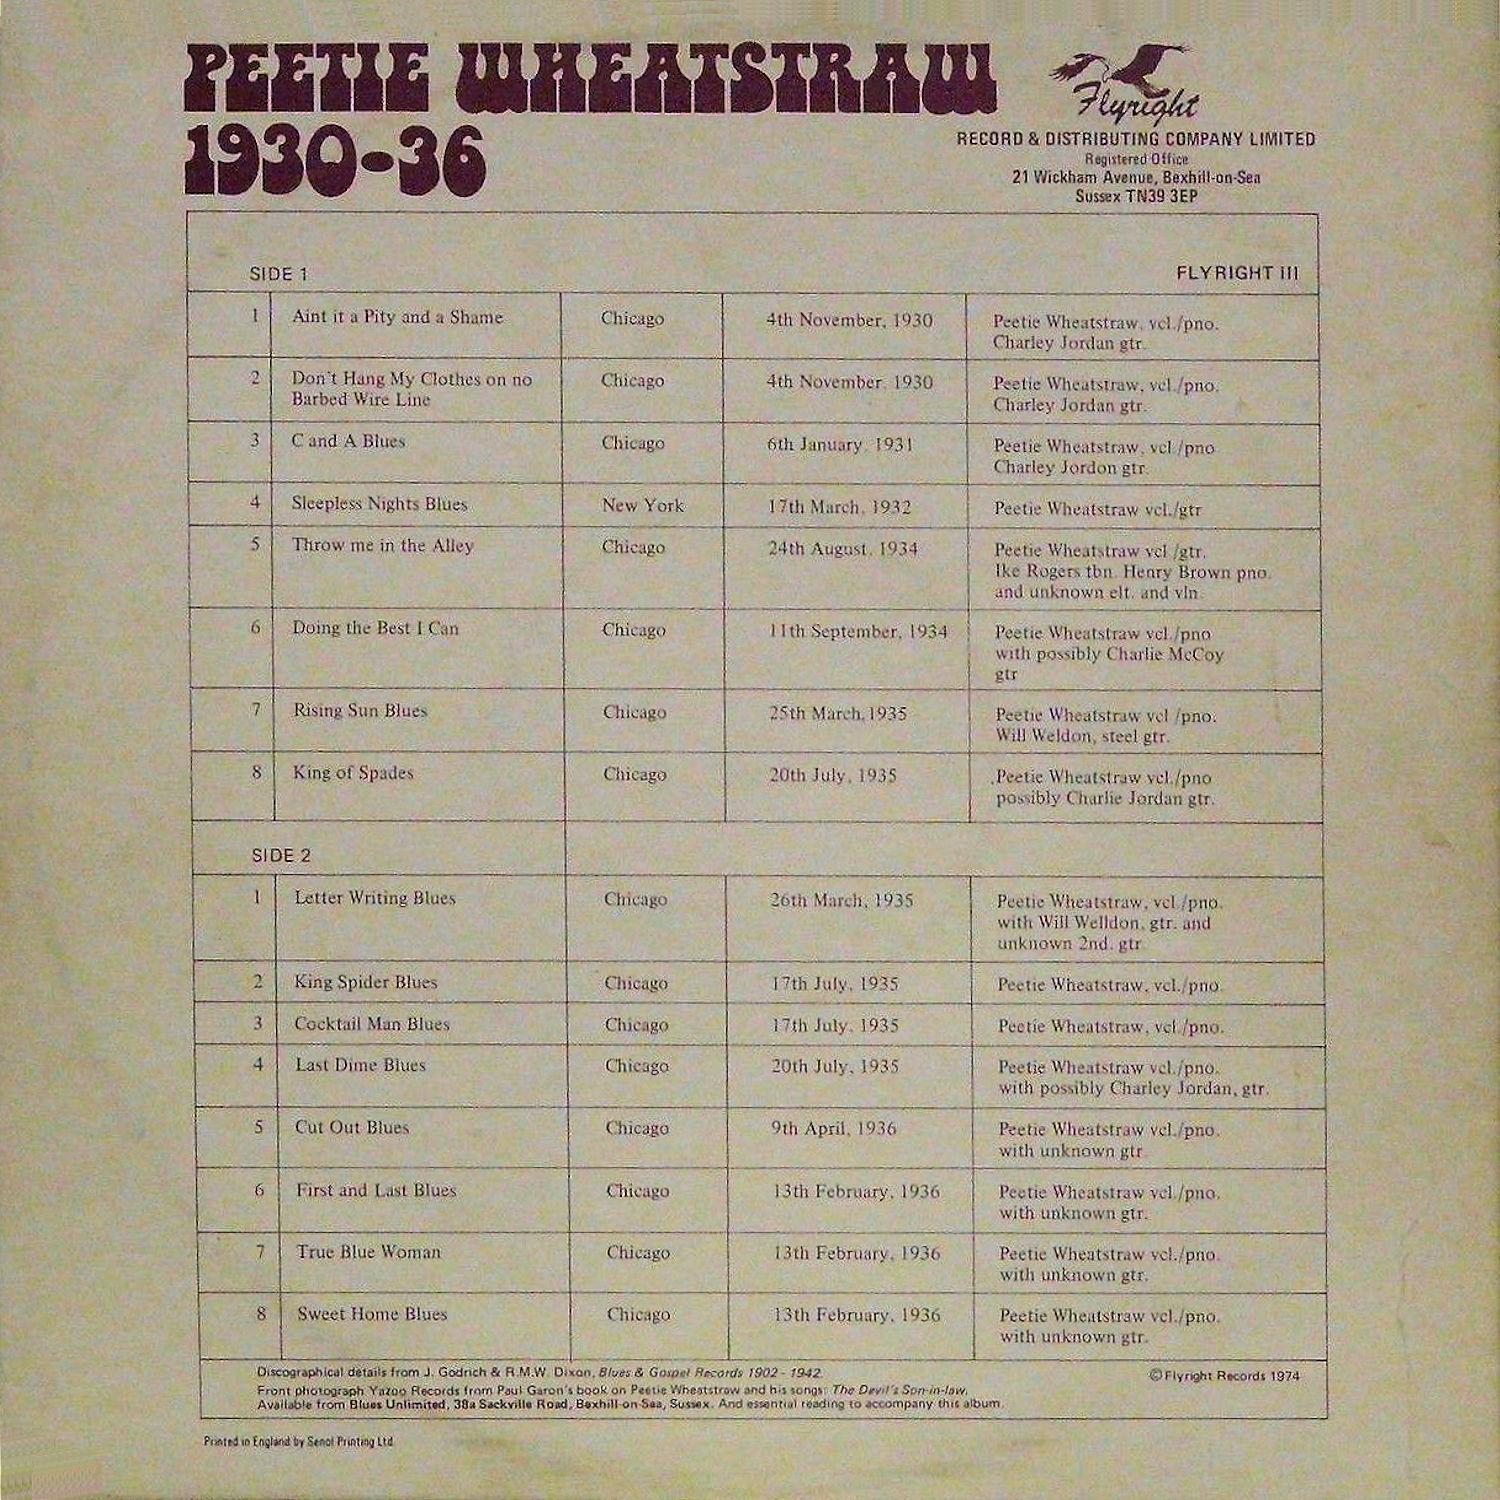 PEETIE WHEATSTRAW
1930-36
Flyright
RECORD & DISTRIBUTING COMPANY LIMITED
Registered Office
21 Wickham Avenue, Bexhill-on-Sea
Sussex TN39 3EP
SIDE 1 FLYRIGHT III
1 Aint it a Pity and a Shame Chicago 4th November, 1930 Peetie Wheatstraw, vcl./pno.
Charley Jordan gtr.
2 Don't Hang My Clothes on no Chicago 4th November, 1930 Peetie Wheatstraw, vcl./pno.
Barbed Wire Line Charley Jordan gtr.
3 C and A Blues Chicago 6th January, 1931 Peetie Wheatstraw, vcl./pno
Charley Jordon gtr.
4 Sleepless Nights Blues New York 17th March, 1932 Peetie Wheatstraw vcl./gtr
5 Throw me in the Alley Chicago 24th August, 1934 Peetie Wheatstraw vcl./gtr.
Ike Rogers tbn. Henry Brown pno.
and unknown elt. and vln.
6 Doing the Best I Can Chicago 11th September, 1934 Peetie Wheatstraw vcl./pno
with possibly Charlie McCoy
gtr
7 Rising Sun Blues Chicago 25th March, 1935 Peetie Wheatstraw vcl./pno.
Will Weldon, steel gtr.
8 King of Spades Chicago 20th July, 1935 Peetie Wheatstraw vcl./pno
possibly Charlie Jordan gtr.
SIDE 2
1 Letter Writing Blues Chicago 26th March, 1935 Peetie Wheatstraw, vcl./pno.
with Will Welldon, gtr. and
unknown 2nd. gtr
2 King Spider Blues Chicago 17th July, 1935 Peetie Wheatstraw, vcl./pno.
3 Cocktail Man Blues Chicago 17th July, 1935 Peetie Wheatstraw, vcl./pno.
4 Last Dime Blues Chicago 20th July, 1935 Peetie Wheatstraw vcl./pno.
with possibly Charley Jordan, gtr.
5 Cut Out Blues Chicago 9th April, 1936 Peetie Wheatstraw vcl./pno.
with unknown gtr.
6 First and Last Blues Chicago 13th February, 1936 Peetie Wheatstraw vcl./pno.
with unknown gtr.
7 True Blue Woman Chicago 13th February, 1936 Peetie Wheatstraw vcl./pno.
with unknown gtr.
8 Sweet Home Blues Chicago 13th February, 1936 Peetie Wheatstraw vcl./pno.
with unknown gtr.
Discographical details from J. Godrich & R.M.W. Dixon, Blues & Gospel Records 1902 - 1942. © Flyright Records 1974
Front photograph Yazoo Records from Paul Garon's book on Peetie Wheatstraw and his songs: The Devil's Son-in-law.
Available from Blues Unlimited, 38a Sackville Road, Bexhill-on-Sea, Sussex. And essential reading to accompany this album.
Printed in England by Senol Printing Ltd.